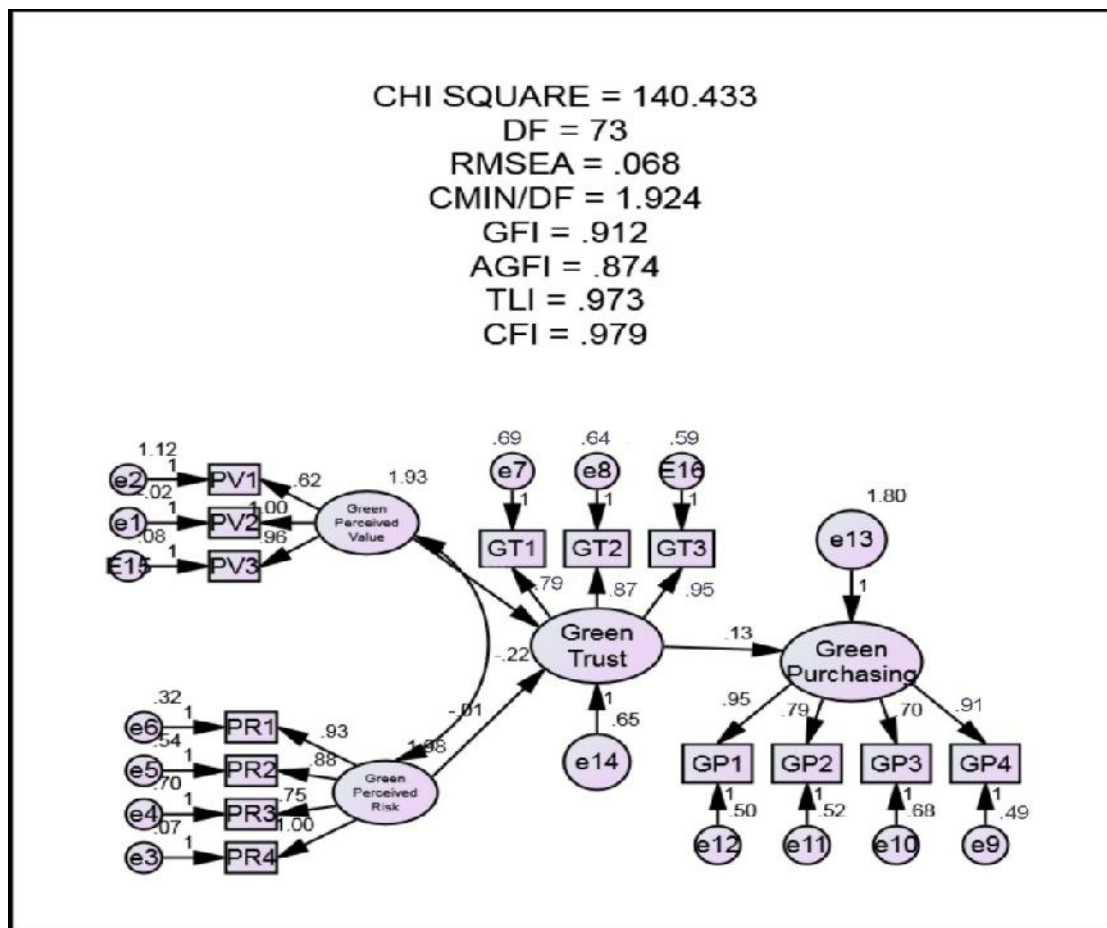 CHI SQUARE = 140.433
DF = 73
RMSEA = .068
CMIN/DF = 1.924
GFI = .912
AGFI = .874
TLI = .973
CFI = .979
.69
.64
.59
e7
e8
E16
1
1
1
GT1
GT2
GT3
.79
.87
.95
1.12
e2
1
PV1
.62
1.93
-.02
e1
1
PV2
1.00
Green
Perceived
Value
.08
E15
1
PV3
.96
1.80
e13
1
Green
Trust
.13
Green
Purchasing
-.22
-.01
1
.65
e14
.32
e6
1
PR1
.93
.54
e5
1
PR2
.88
1.98
Green
Perceived
Risk
.70
e4
1
PR3
.75
.07
e3
1
PR4
1.00
.95
.79
.70
.91
GP1
GP2
GP3
GP4
1
.50
1
.52
1
.68
1
.49
e12
e11
e10
e9